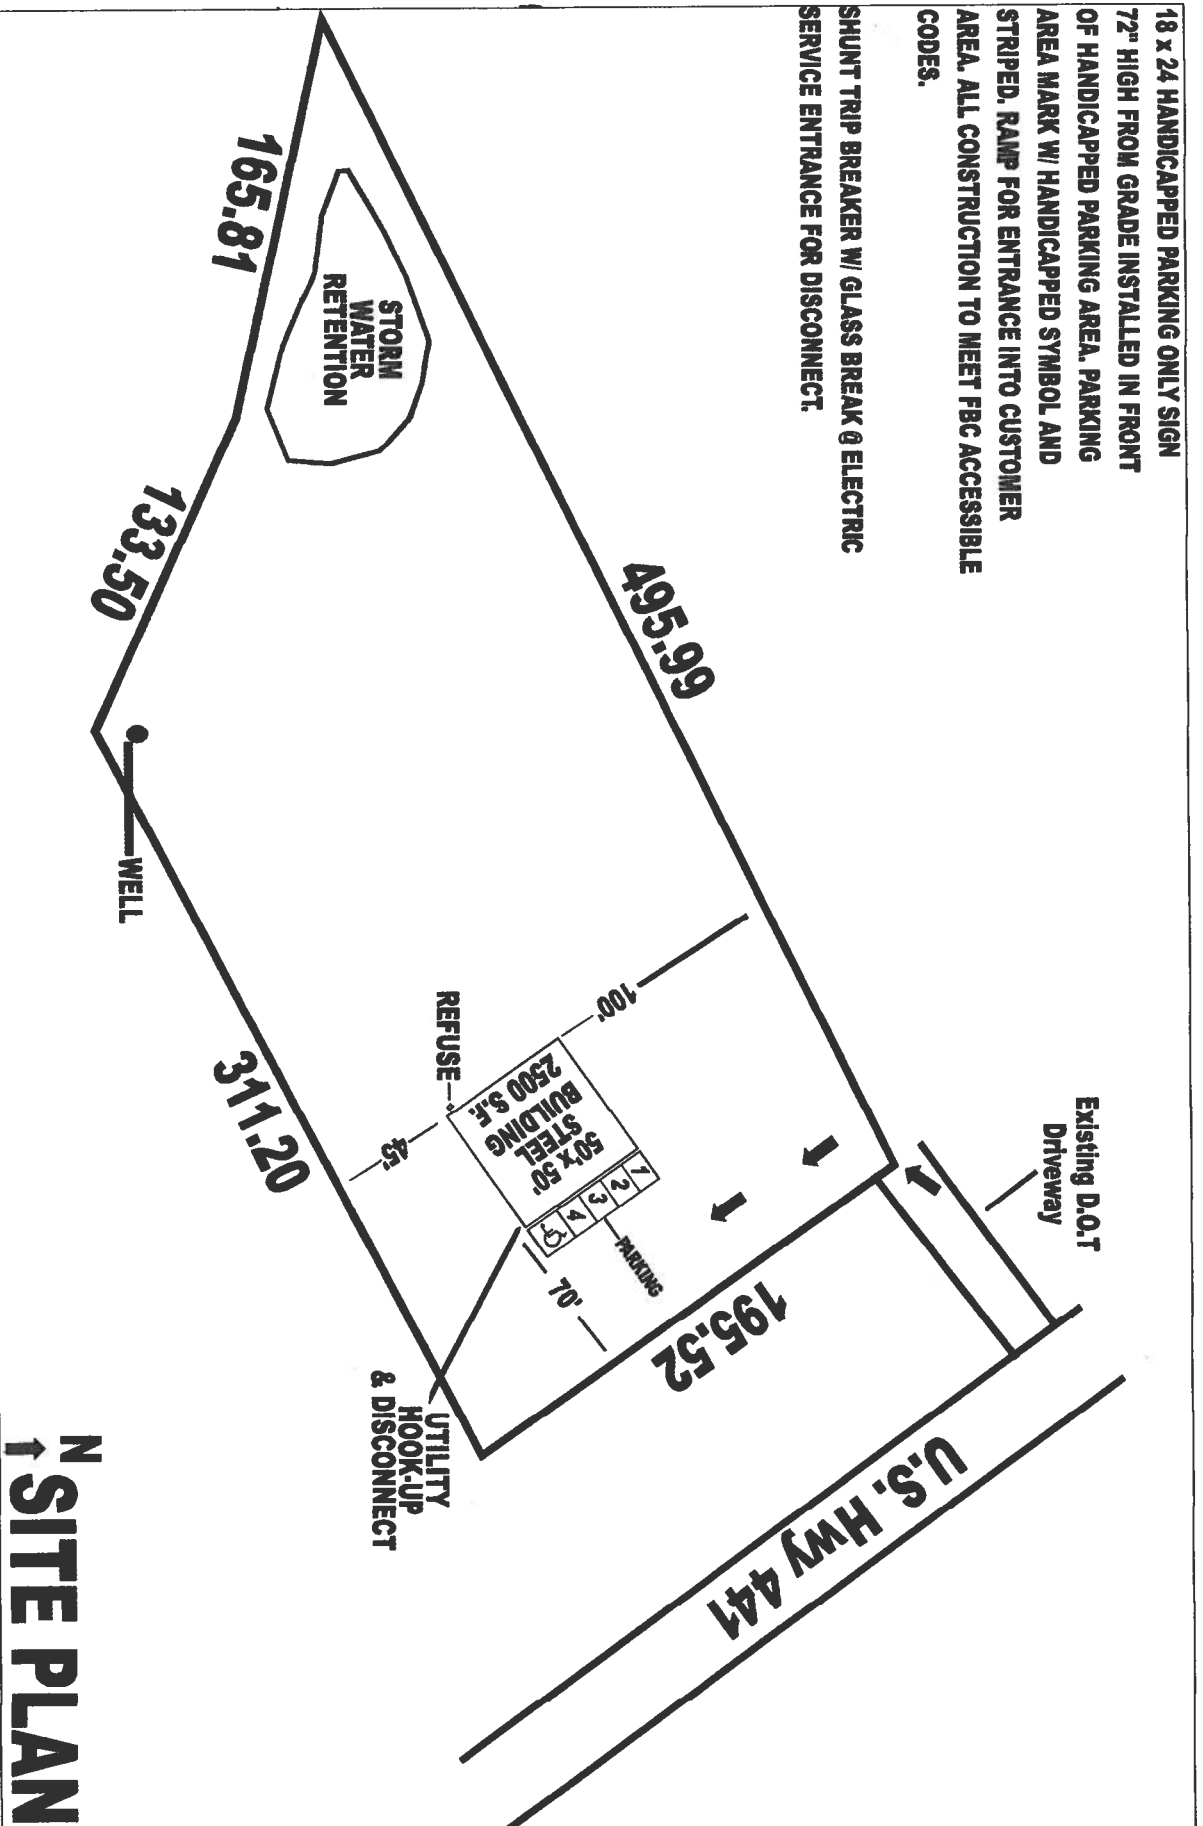 18 x 24 HANDICAPPED PARKING ONLY SIGN
72" HIGH FROM GRADE INSTALLED IN FRONT
OF HANDICAPPED PARKING AREA. PARKING
AREA MARK W/ HANDICAPPED SYMBOL AND
STRIPED. RAMP FOR ENTRANCE INTO CUSTOMER
AREA. ALL CONSTRUCTION TO MEET FBC ACCESSIBLE
CODES.
SHUNT TRIP BREAKER W/ GLASS BREAK @ ELECTRIC
SERVICE ENTRANCE FOR DISCONNECT.
Existing D.O.T
Driveway
495.99
195.52
U.S. Hwy 441
100'
50'x 50'
STEEL
BUILDING
2500 S.F.
1
2
3
4
PARKING
70'
REFUSE
45'
STORM
WATER
RETENTION
165.81
133.50
WELL
311.20
UTILITY
HOOK-UP
& DISCONNECT
N
SITE PLAN